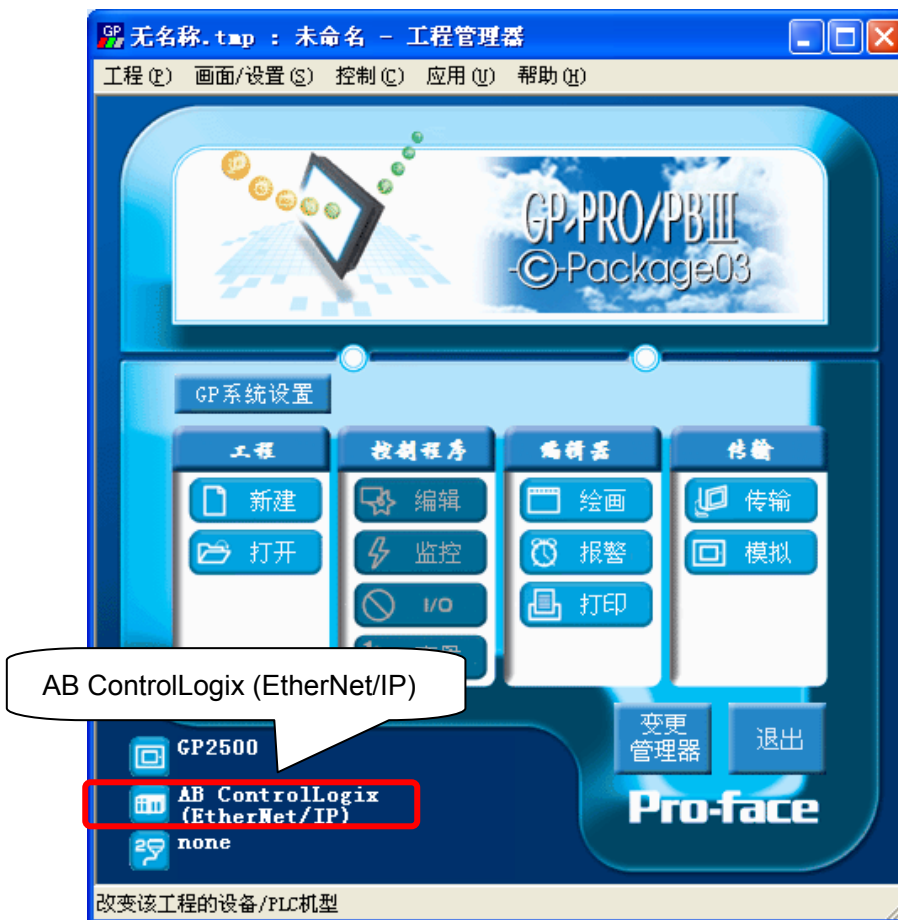 无名称.tmp : 未命名 - 工程管理器
工程(P) 画面/设置(S) 控制(C) 应用(U) 帮助(H)
GP-PRO/PBⅢ
-©-Package03
GP系统设置
工程 控制程序 编辑器 传输
新建 编辑 绘画 传输
打开 监控 报警 模拟
I/O 打印
AB ControlLogix (EtherNet/IP)
变更
管理器
退出
GP2500
AB ControlLogix
(EtherNet/IP)
none
Pro-face
改变该工程的设备/PLC机型